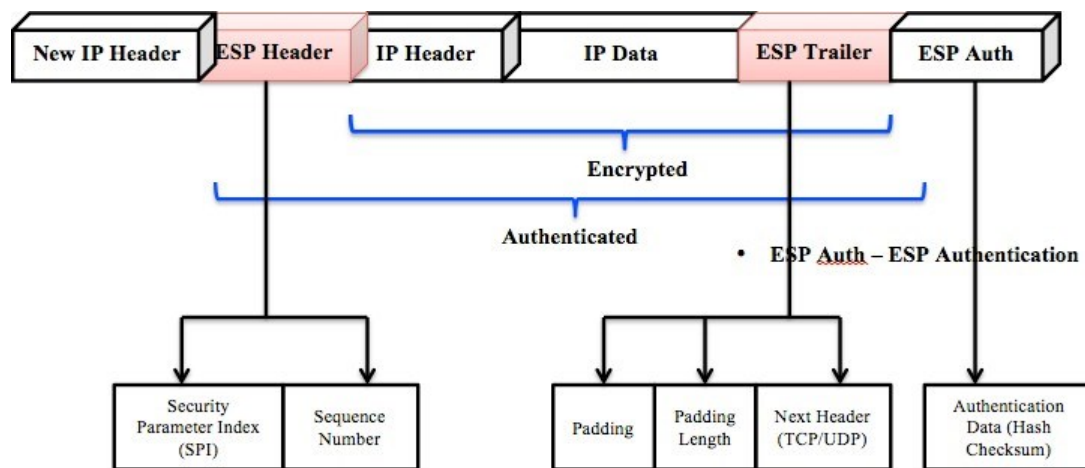 New IP Header ESP Header IP Header IP Data ESP Trailer ESP Auth
Encrypted
Authenticated
• ESP Auth – ESP Authentication
Security
Parameter Index
(SPI)
Sequence
Number
Padding
Padding
Length
Next Header
(TCP/UDP)
Authentication
Data (Hash
Checksum)